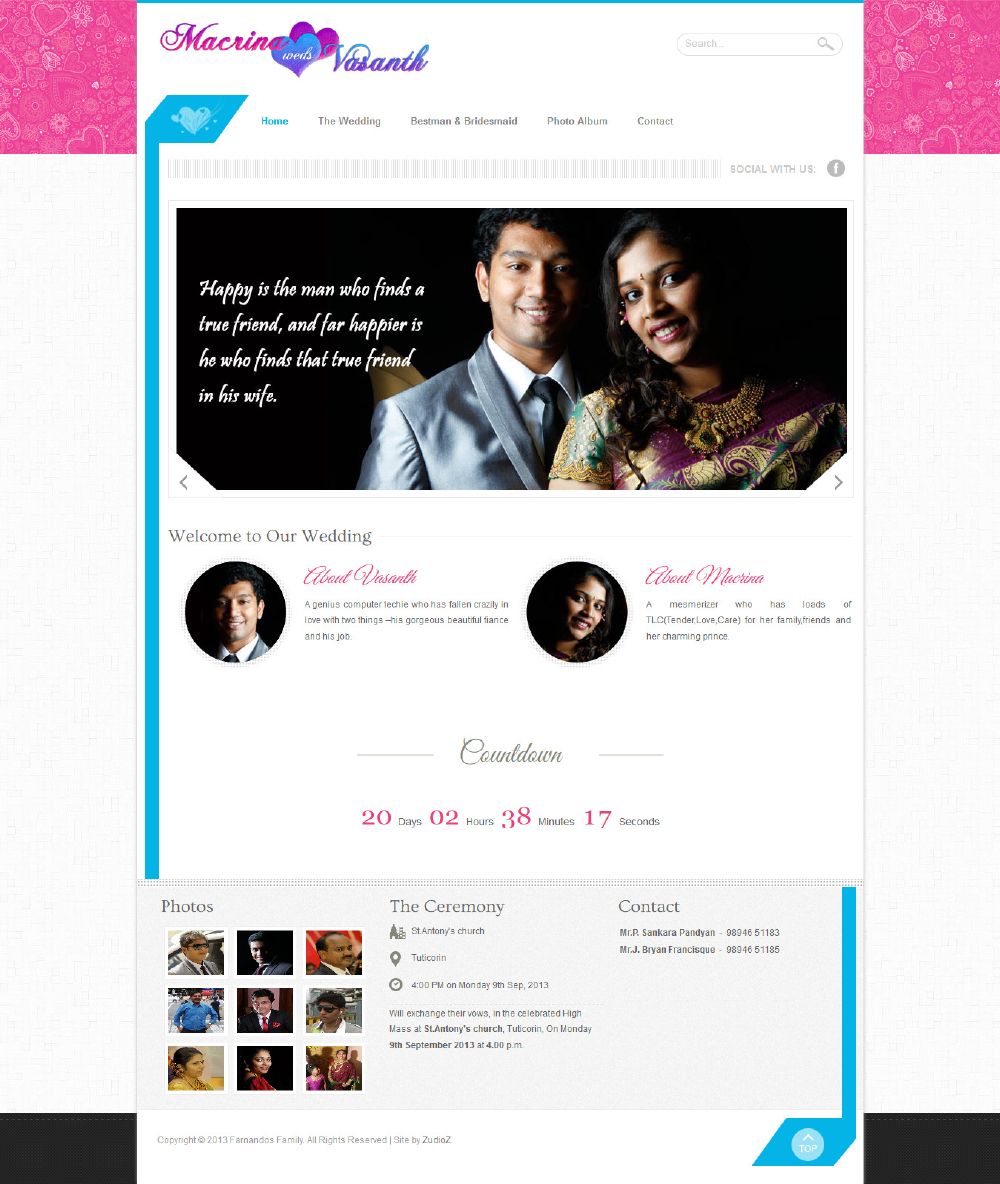 Macrina weds Vasanth
Search...
Home The Wedding Bestman & Bridesmaid Photo Album Contact
SOCIAL WITH US: f
Happy is the man who finds a
true friend, and far happier is
he who finds that true friend
in his wife.
Welcome to Our Wedding
About Vasanth
A genius computer techie who has fallen crazily in
love with two things –his gorgeous beautiful fiance
and his job.
About Macrina
A mesmerizer who has loads of
TLC(Tender,Love,Care) for her family,friends and
her charming prince.
Countdown
20 Days 02 Hours 38 Minutes 17 Seconds
Photos
The Ceremony
St.Antony's church
Tuticorin
4:00 PM on Monday 9th Sep, 2013
Will exchange their vows, in the celebrated High
Mass at St.Antony's church, Tuticorin, On Monday
9th September 2013 at 4.00 p.m.
Contact
Mr.P. Sankara Pandyan - 98946 51183
Mr.J. Bryan Francisque - 98946 51185
Copyright © 2013 Farnandos Family. All Rights Reserved | Site by ZudioZ
TOP